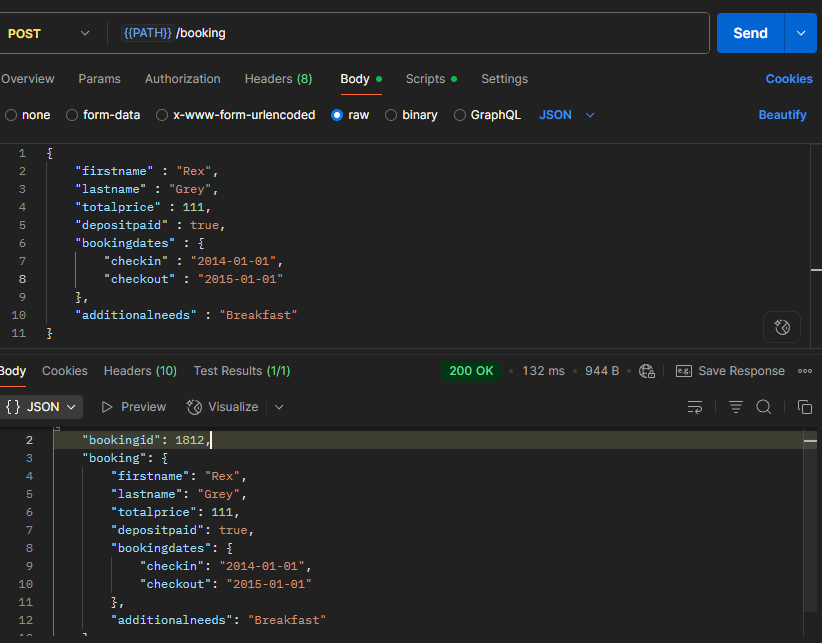 POST {{PATH}} /booking Send
Overview Params Authorization Headers (8) Body Scripts Settings Cookies
none form-data x-www-form-urlencoded raw binary GraphQL JSON Beautify
1 {
2 "firstname" : "Rex",
3 "lastname" : "Grey",
4 "totalprice" : 111,
5 "depositpaid" : true,
6 "bookingdates" : {
7 "checkin" : "2014-01-01",
8 "checkout" : "2015-01-01"
9 },
10 "additionalneeds" : "Breakfast"
11 }
Body Cookies Headers (10) Test Results (1/1) 200 OK • 132 ms • 944 B • e.g. Save Response
{} JSON Preview Visualize
2 "bookingid": 1812,
3 "booking": {
4 "firstname": "Rex",
5 "lastname": "Grey",
6 "totalprice": 111,
7 "depositpaid": true,
8 "bookingdates": {
9 "checkin": "2014-01-01",
10 "checkout": "2015-01-01"
11 },
12 "additionalneeds": "Breakfast"